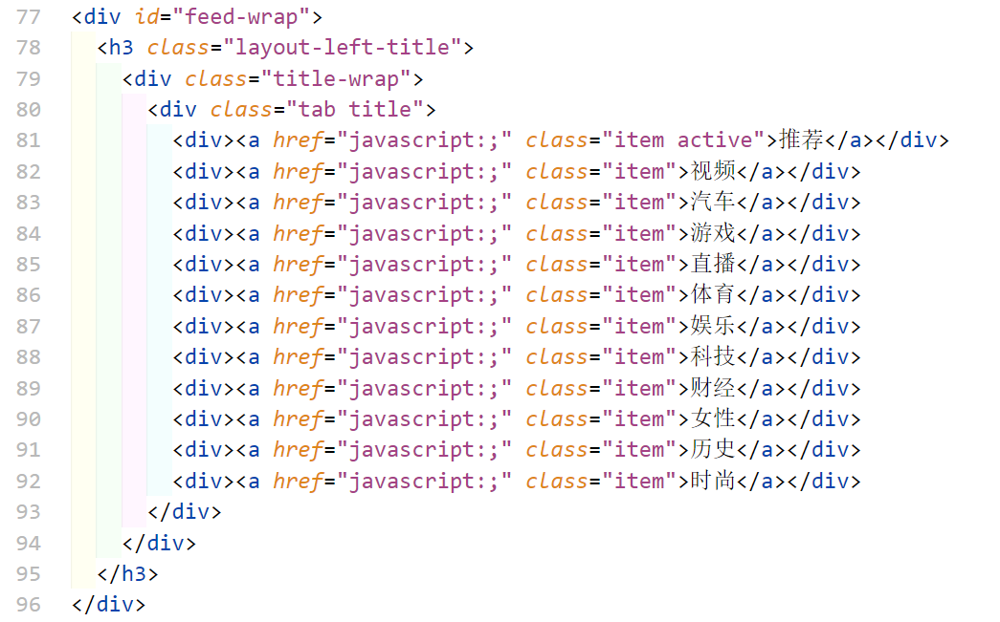 77 <div id="feed-wrap">
78 <h3 class="layout-left-title">
79 <div class="title-wrap">
80 <div class="tab title">
81 <div><a href="javascript:;" class="item active">推荐</a></div>
82 <div><a href="javascript:;" class="item">视频</a></div>
83 <div><a href="javascript:;" class="item">汽车</a></div>
84 <div><a href="javascript:;" class="item">游戏</a></div>
85 <div><a href="javascript:;" class="item">直播</a></div>
86 <div><a href="javascript:;" class="item">体育</a></div>
87 <div><a href="javascript:;" class="item">娱乐</a></div>
88 <div><a href="javascript:;" class="item">科技</a></div>
89 <div><a href="javascript:;" class="item">财经</a></div>
90 <div><a href="javascript:;" class="item">女性</a></div>
91 <div><a href="javascript:;" class="item">历史</a></div>
92 <div><a href="javascript:;" class="item">时尚</a></div>
93 </div>
94 </div>
95 </h3>
96 </div>